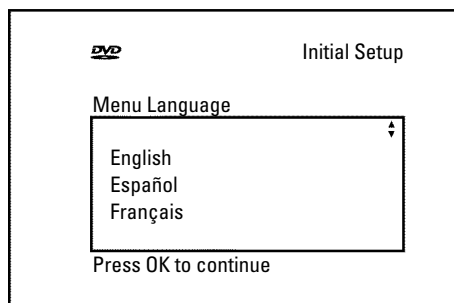 DVD
Initial Setup
Menu Language
English
Español
Français
Press OK to continue